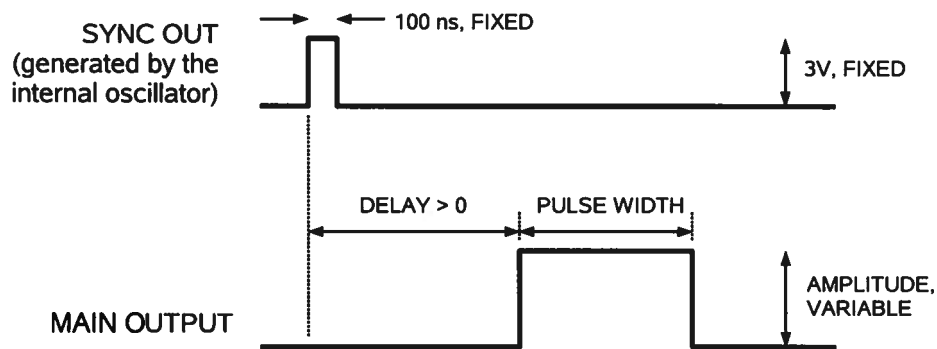 100 ns, FIXED
SYNC OUT
(generated by the
internal oscillator)
3V, FIXED
DELAY > 0
PULSE WIDTH
AMPLITUDE,
VARIABLE
MAIN OUTPUT